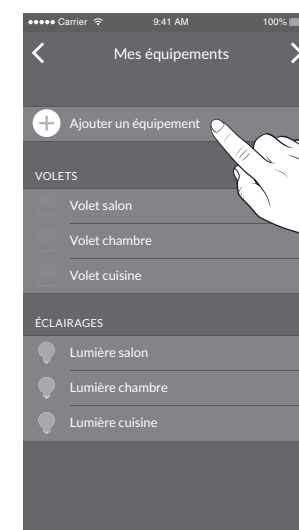 Carrier 9:41 AM 100%
Mes équipements
Ajouter un équipement
VOLETS
Volet salon
Volet chambre
Volet cuisine
ÉCLAIRAGES
Lumière salon
Lumière chambre
Lumière cuisine